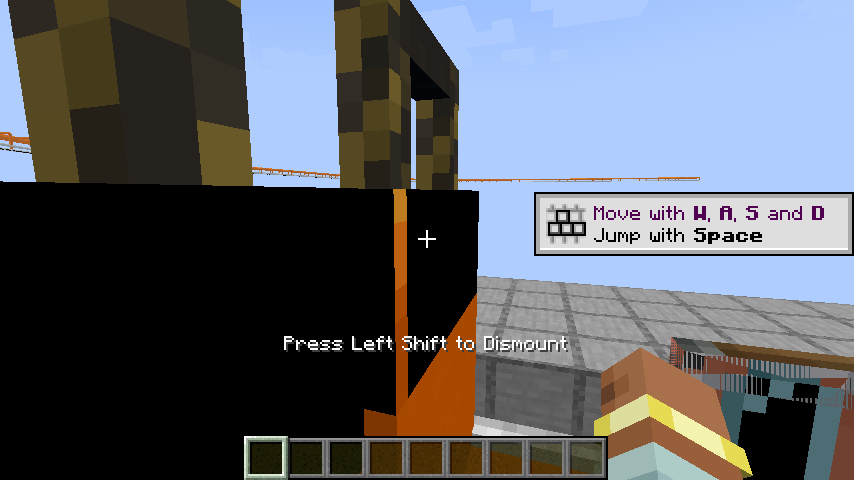 Move with W, A, S and D
Jump with Space
Press Left Shift to Dismount